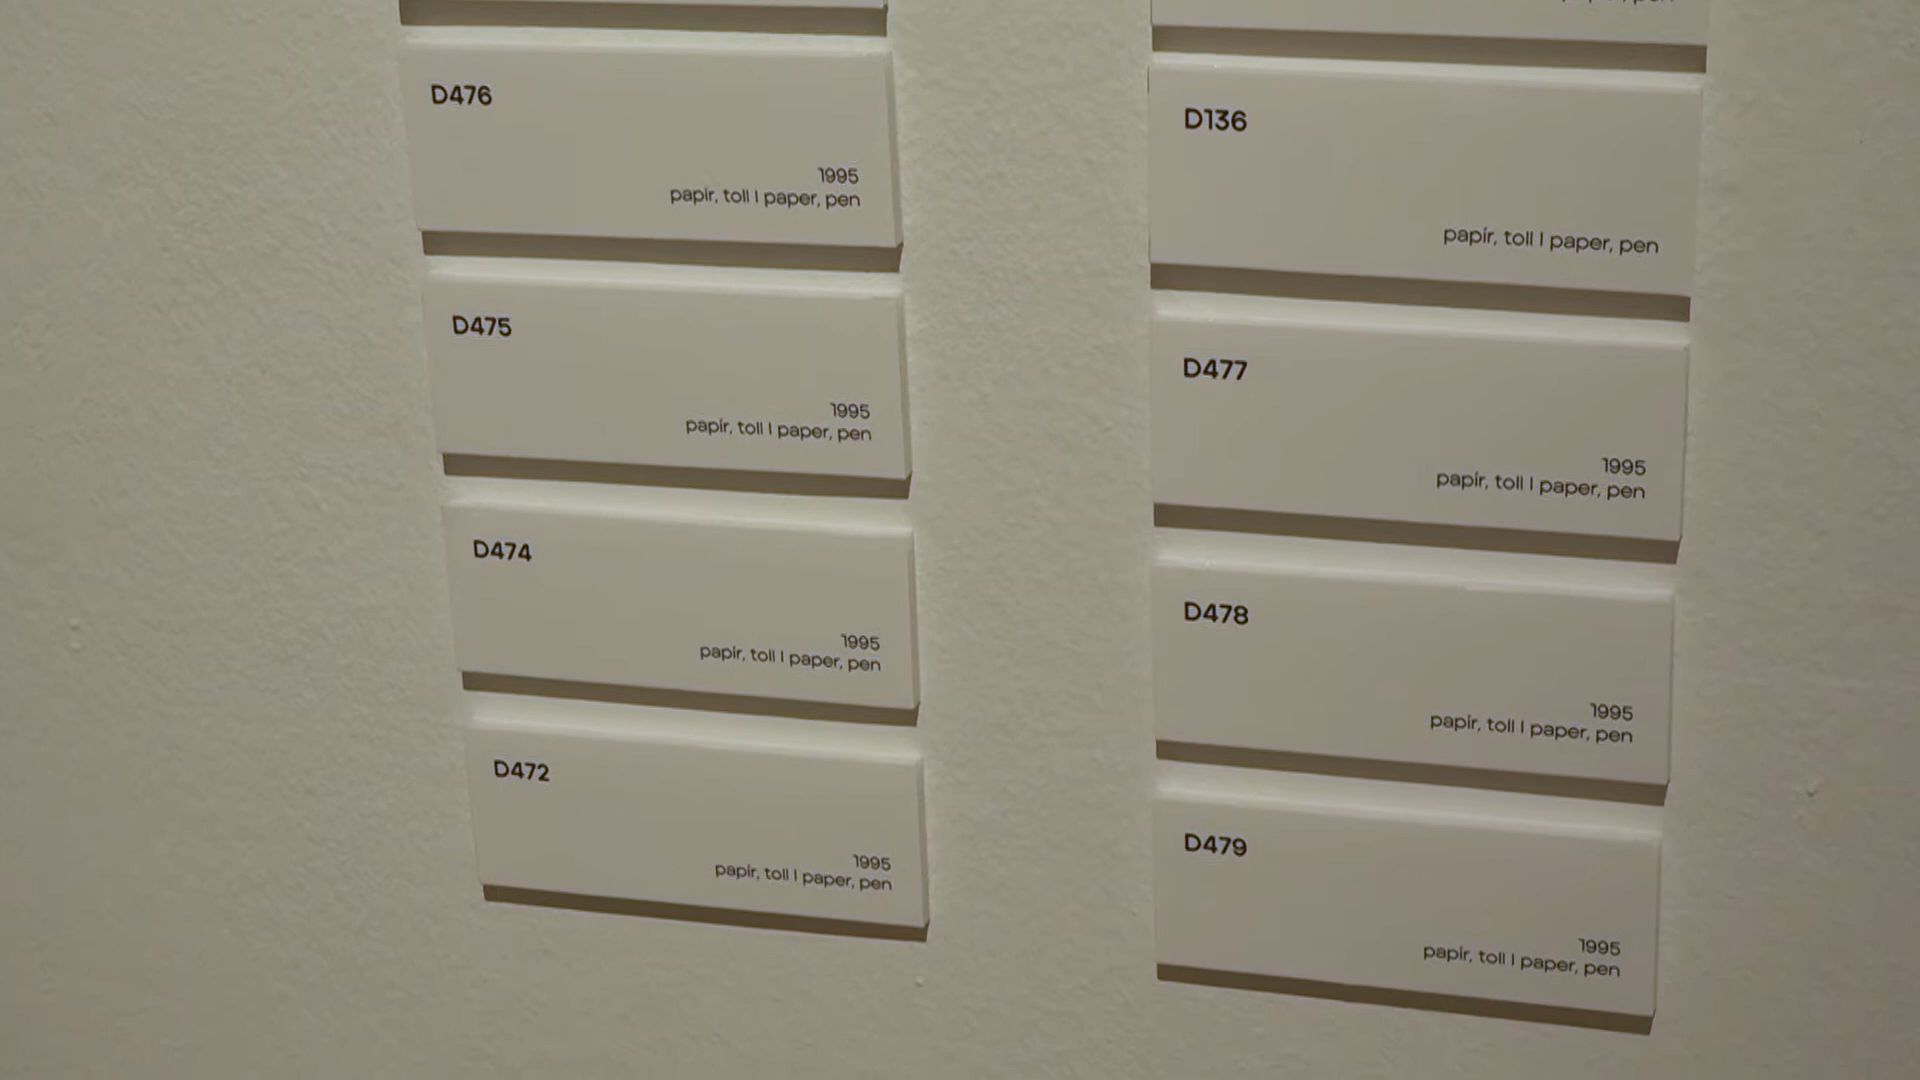 D476
1995
papír, toll I paper, pen
D475
1995
papír, toll I paper, pen
D474
1995
papír, toll I paper, pen
D472
1995
papír, toll I paper, pen
D136
papír, toll I paper, pen
D477
1995
papír, toll I paper, pen
D478
1995
papír, toll I paper, pen
D479
1995
papír, toll I paper, pen